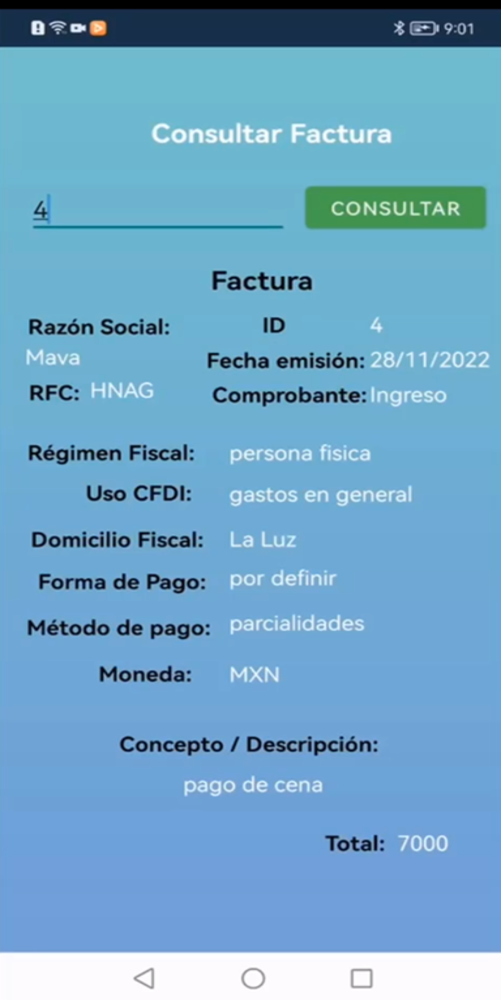 9:01
Consultar Factura
4
CONSULTAR
Factura
Razón Social:
Mava
ID 4
Fecha emisión: 28/11/2022
RFC: HNAG
Comprobante: Ingreso
Régimen Fiscal: persona fisica
Uso CFDI: gastos en general
Domicilio Fiscal: La Luz
Forma de Pago: por definir
Método de pago: parcialidades
Moneda: MXN
Concepto / Descripción:
pago de cena
Total: 7000